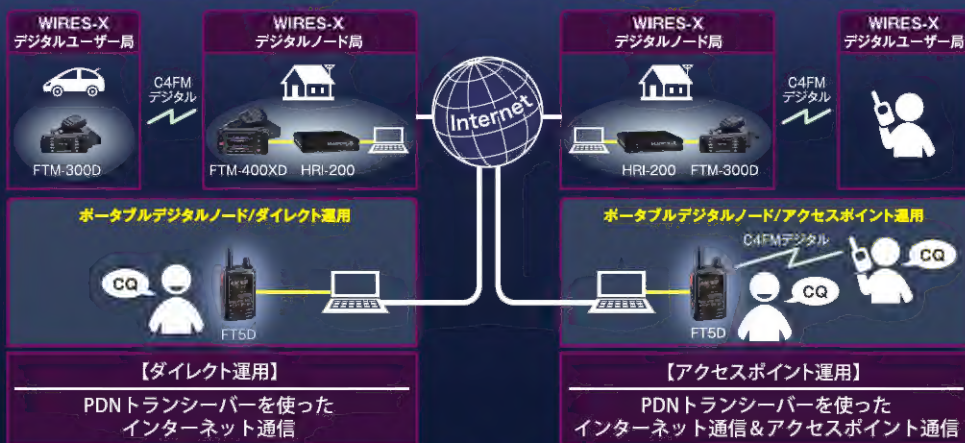 WIRES-X
デジタルユーザー局
C4FM
デジタル
FTM-300D
WIRES-X
デジタルノード局
FTM-400XD HRI-200
Internet
WIRES-X
デジタルノード局
HRI-200 FTM-300D
C4FM
デジタル
WIRES-X
デジタルユーザー局
ポータブルデジタルノード/ダイレクト運用
CQ
FT5D
ポータブルデジタルノード/アクセスポイント運用
C4FMデジタル
CQ
CQ
FT5D
【ダイレクト運用】
PDNトランシーバーを使った
インターネット通信
【アクセスポイント運用】
PDNトランシーバーを使った
インターネット通信&アクセスポイント通信